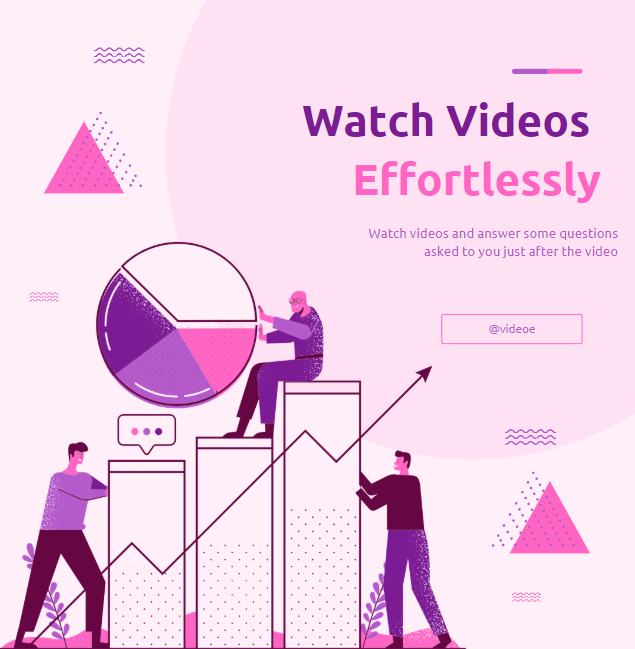 Watch Videos
Effortlessly
Watch videos and answer some questions
asked to you just after the video
@videoe